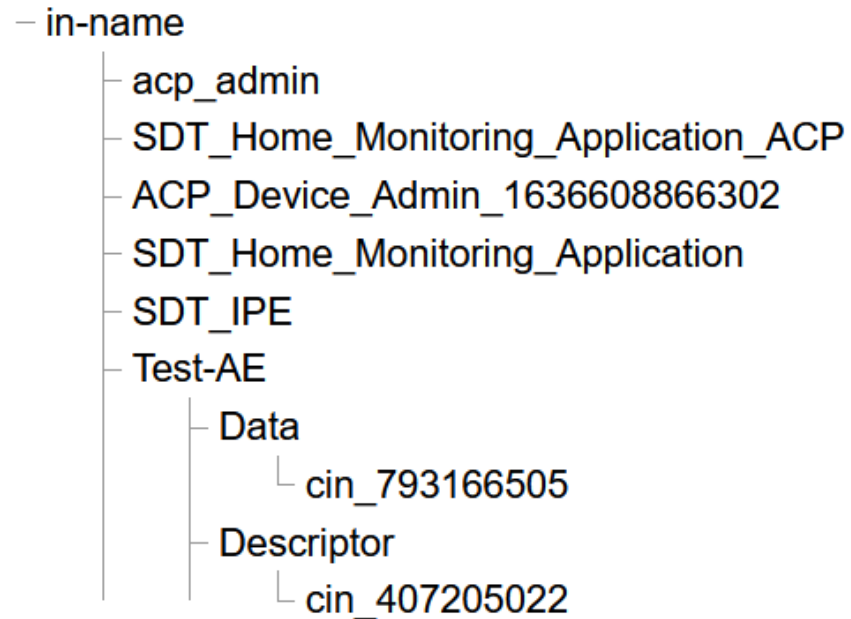 in-name
acp_admin
SDT_Home_Monitoring_Application_ACP
ACP_Device_Admin_1636608866302
SDT_Home_Monitoring_Application
SDT_IPE
Test-AE
Data
cin_793166505
Descriptor
cin_407205022